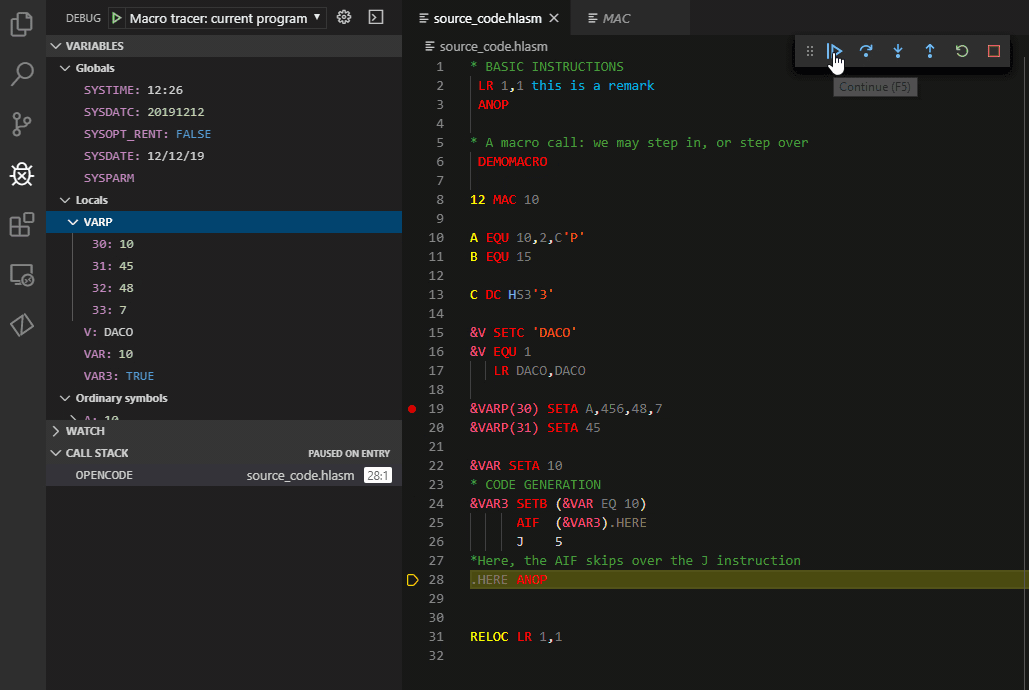 DEBUG Macro tracer: current program
VARIABLES
Globals
SYSTIME: 12:26
SYSDATC: 20191212
SYSOPT_RENT: FALSE
SYSDATE: 12/12/19
SYSPARM
Locals
VARP
30: 10
31: 45
32: 48
33: 7
V: DACO
VAR: 10
VAR3: TRUE
Ordinary symbols
A: 10
WATCH
CALL STACK PAUSED ON ENTRY
OPENCODE source_code.hlasm 28:1
source_code.hlasm MAC
source_code.hlasm
Continue (F5)
1 * BASIC INSTRUCTIONS
2 LR 1,1 this is a remark
3 ANOP
4
5 * A macro call: we may step in, or step over
6 DEMOMACRO
7
8 12 MAC 10
9
10 A EQU 10,2,C'P'
11 B EQU 15
12
13 C DC HS3'3'
14
15 &V SETC 'DACO'
16 &V EQU 1
17 LR DACO,DACO
18
19 &VARP(30) SETA A,456,48,7
20 &VARP(31) SETA 45
21
22 &VAR SETA 10
23 * CODE GENERATION
24 &VAR3 SETB (&VAR EQ 10)
25 AIF (&VAR3).HERE
26 J 5
27 *Here, the AIF skips over the J instruction
28 .HERE ANOP
29
30
31 RELOC LR 1,1
32